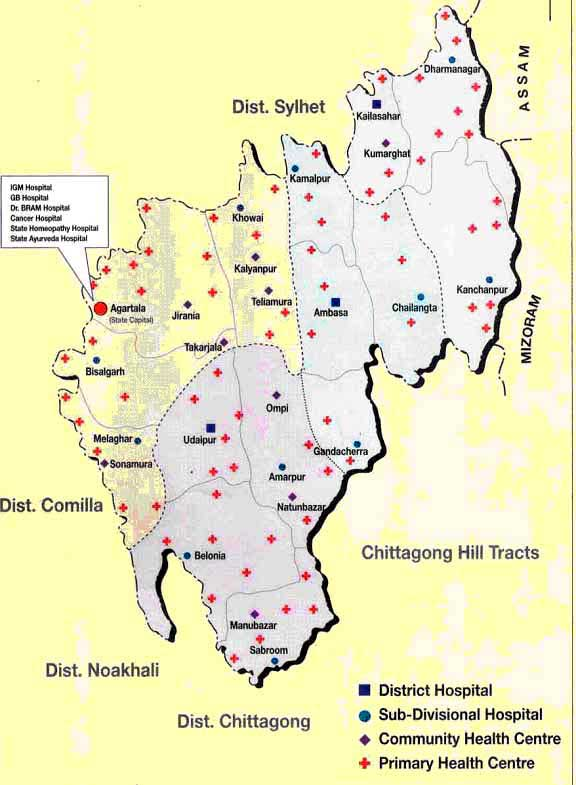 ASSAM
Dharmanagar
Kailasahar
Dist. Sylhet
Kumarghat
Kamalpur
IGM Hospital
GB Hospital
Dr. BRAM Hospital
Cancer Hospital
State Homeopathy Hospital
State Ayurveda Hospital
Khowai
Kalyanpur
Kanchanpur
Teliamura
Agartala
(State Capital)
Jirania
Ambasa
Chailangta
MIZORAM
Takarjala
Bisalgarh
Ompi
Udaipur
Melaghar
Gandacherra
Sonamura
Amarpur
Dist. Comilla
Natunbazar
Belonia
Chittagong Hill Tracts
Manubazar
Sabroom
Dist. Noakhali
Dist. Chittagong
District Hospital
Sub-Divisional Hospital
Community Health Centre
Primary Health Centre